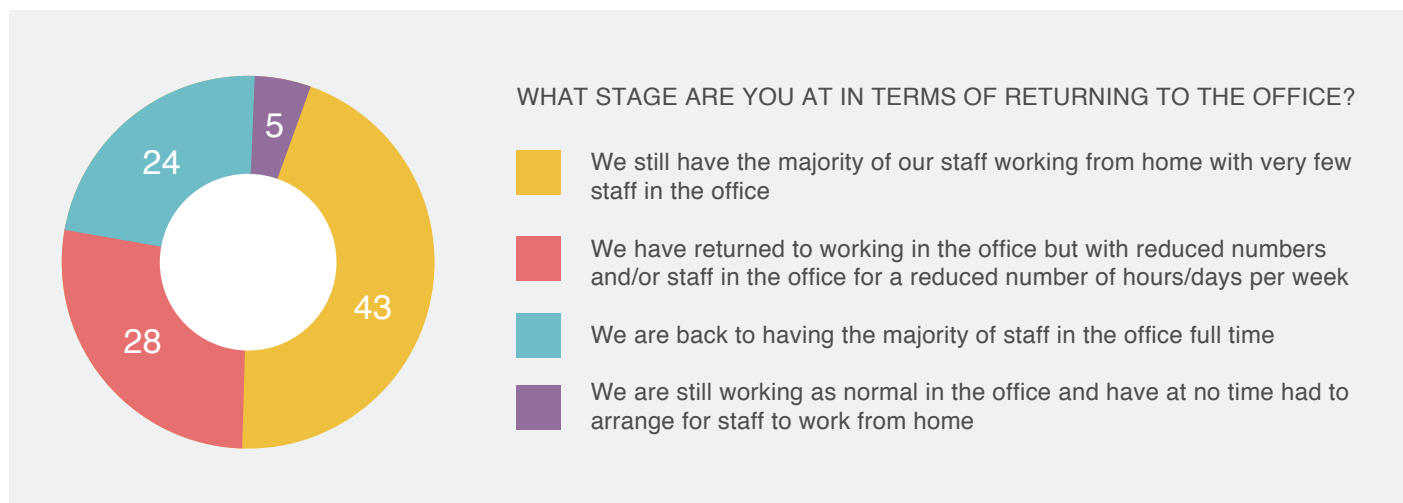 WHAT STAGE ARE YOU AT IN TERMS OF RETURNING TO THE OFFICE?
5
24
43
28
We still have the majority of our staff working from home with very few
staff in the office
We have returned to working in the office but with reduced numbers
and/or staff in the office for a reduced number of hours/days per week
We are back to having the majority of staff in the office full time
We are still working as normal in the office and have at no time had to
arrange for staff to work from home